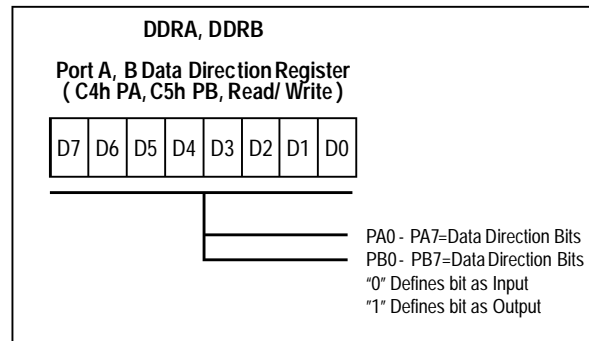 DDRA, DDRB
Port A, B Data Direction Register
( C4h PA, C5h PB, Read/ Write )
D7 D6 D5 D4 D3 D2 D1 D0
PA0 - PA7=Data Direction Bits
PB0 - PB7=Data Direction Bits
“0” Defines bit as Input
”1” Defines bit as Output